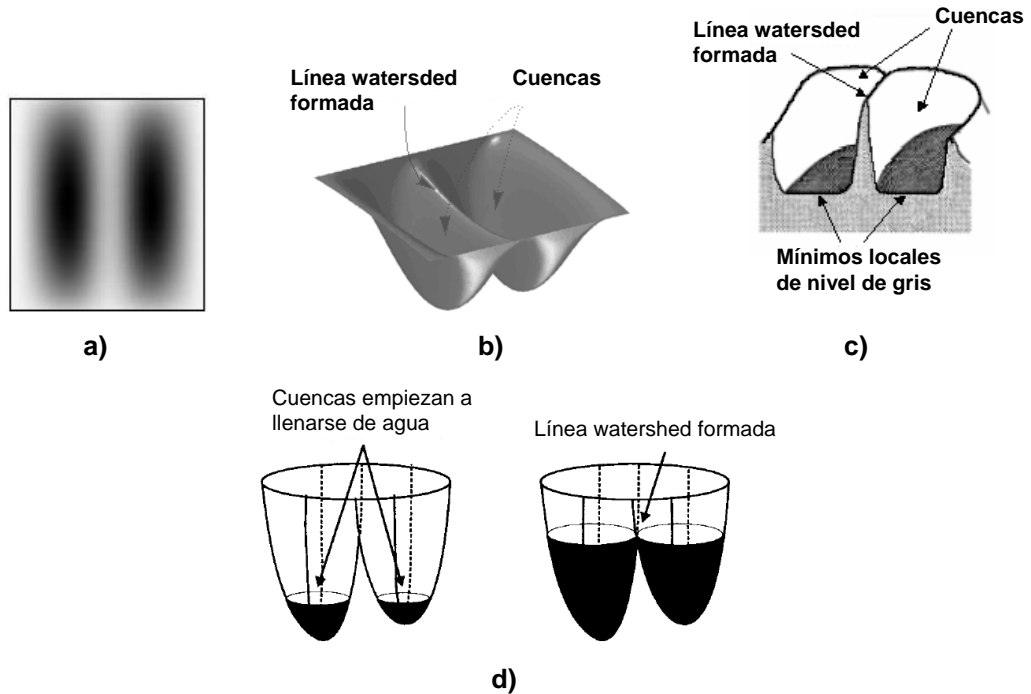 Línea watersded
formada
Cuencas
a)
b)
Línea watersded
formada
Cuencas
Mínimos locales
de nivel de gris
c)
Cuencas empiezan a
llenarse de agua
Línea watershed formada
d)